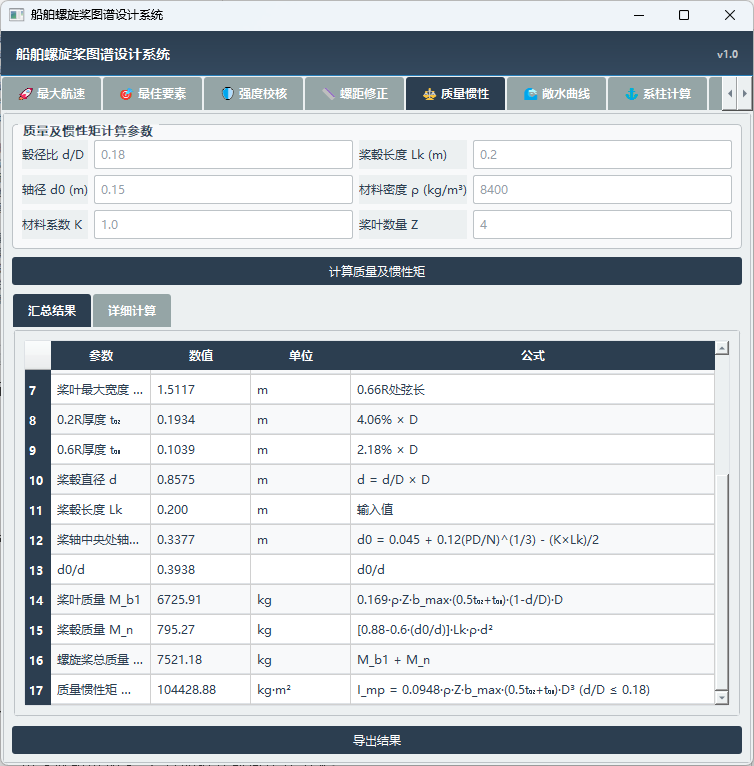 船舶螺旋桨图谱设计系统
船舶螺旋桨图谱设计系统 v1.0
最大航速 最佳要素 强度校核 螺距修正 质量惯性 敞水曲线 系柱计算
质量及惯性矩计算参数
毂径比 d/D 0.18 桨毂长度 Lk (m) 0.2
轴径 d0 (m) 0.15 材料密度 ρ (kg/m³) 8400
材料系数 K 1.0 桨叶数量 Z 4
计算质量及惯性矩
汇总结果 详细计算
参数 数值 单位 公式
7 桨叶最大宽度 ... 1.5117 m 0.66R处弦长
8 0.2R厚度 t₀.₂ 0.1934 m 4.06% × D
9 0.6R厚度 t₀.₆ 0.1039 m 2.18% × D
10 桨毂直径 d 0.8575 m d = d/D × D
11 桨毂长度 Lk 0.200 m 输入值
12 桨轴中央处轴... 0.3377 m d0 = 0.045 + 0.12(PD/N)^(1/3) - (K×Lk)/2
13 d0/d 0.3938 d0/d
14 桨叶质量 M_b1 6725.91 kg 0.169·ρ·Z·b_max·(0.5t₀.₂+t₀.₆)·(1-d/D)·D
15 桨毂质量 M_n 795.27 kg [0.88-0.6·(d0/d)]·Lk·ρ·d²
16 螺旋桨总质量 ... 7521.18 kg M_b1 + M_n
17 质量惯性矩 ... 104428.88 kg·m² I_mp = 0.0948·ρ·Z·b_max·(0.5t₀.₂+t₀.₆)·D³ (d/D ≤ 0.18)
导出结果